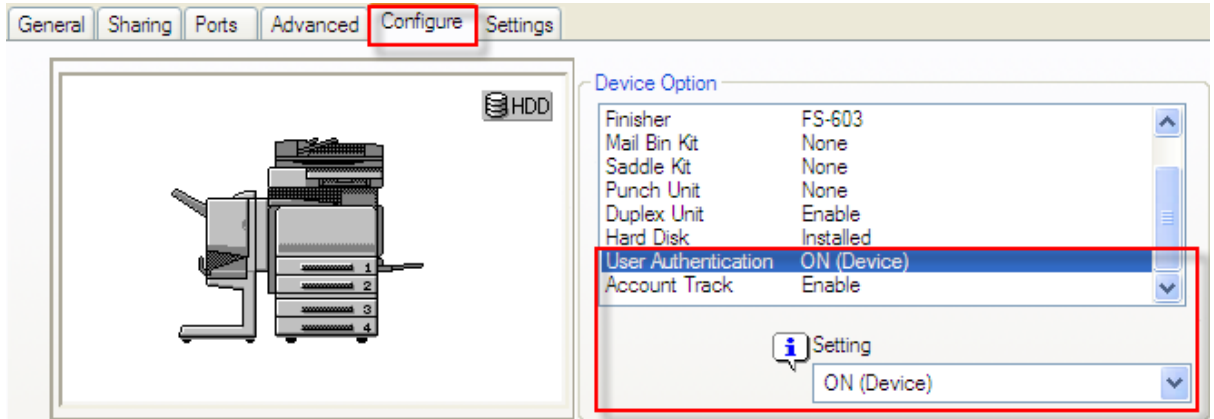 General Sharing Ports Advanced Configure Settings
HDD
1
2
3
4
Device Option
Finisher FS-603
Mail Bin Kit None
Saddle Kit None
Punch Unit None
Duplex Unit Enable
Hard Disk Installed
User Authentication ON (Device)
Account Track Enable
Setting
ON (Device)